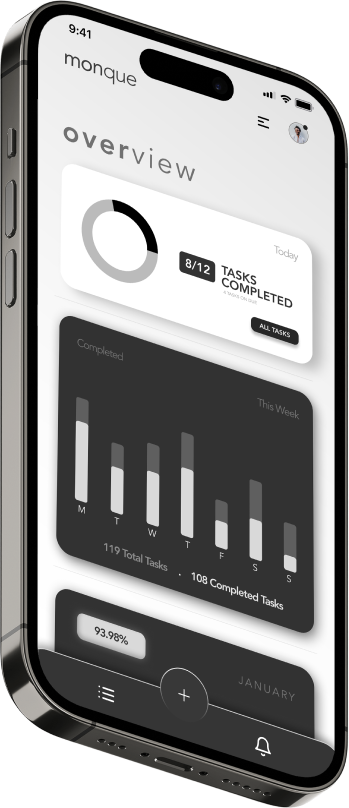 9:41
monque
overview
Today
8/12 TASKS
COMPLETED
ALL TASKS
Completed
This Week
M T W T F S S
119 Total Tasks . 108 Completed Tasks
93.98%
JANUARY